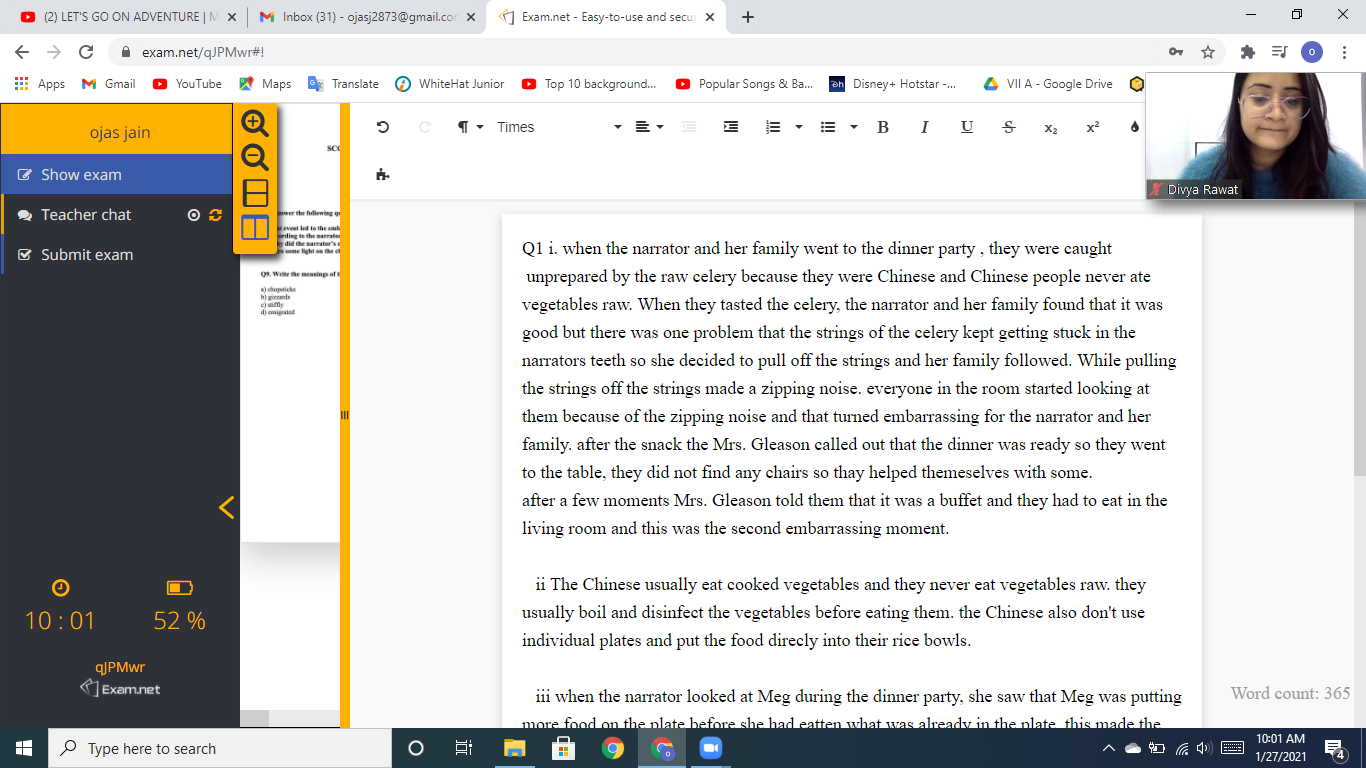 (2) LET'S GO ON ADVENTURE | M
Inbox (31) - ojasj2873@gmail.com
Exam.net - Easy-to-use and secu
exam.net/qJPMwr#!
Apps Gmail YouTube Maps Translate WhiteHat Junior Top 10 background... Popular Songs & Ba... Disney+ Hotstar -... VII A - Google Drive
ojas jain
Show exam
Teacher chat
Submit exam
10 : 01 52 %
qJPMwr
Exam.net
SCO
nswer the following qu
t event led to the emb
ording to the narrator
y did the narrator's e
w some light on the ch
Q9. Write the meanings of t
a) chopsticks
b) gizzards
c) stiffly
d) emigrated
Times
B I U S x₂ x²
Divya Rawat
Q1 i. when the narrator and her family went to the dinner party , they were caught
unprepared by the raw celery because they were Chinese and Chinese people never ate
vegetables raw. When they tasted the celery, the narrator and her family found that it was
good but there was one problem that the strings of the celery kept getting stuck in the
narrators teeth so she decided to pull off the strings and her family followed. While pulling
the strings off the strings made a zipping noise. everyone in the room started looking at
them because of the zipping noise and that turned embarrassing for the narrator and her
family. after the snack the Mrs. Gleason called out that the dinner was ready so they went
to the table, they did not find any chairs so thay helped themeselves with some.
after a few moments Mrs. Gleason told them that it was a buffet and they had to eat in the
living room and this was the second embarrassing moment.
ii The Chinese usually eat cooked vegetables and they never eat vegetables raw. they
usually boil and disinfect the vegetables before eating them. the Chinese also don't use
individual plates and put the food direcly into their rice bowls.
iii when the narrator looked at Meg during the dinner party, she saw that Meg was putting
more food on the plate before she had eatten what was already in the plate. this made the
Word count: 365
Type here to search
10:01 AM
1/27/2021
4